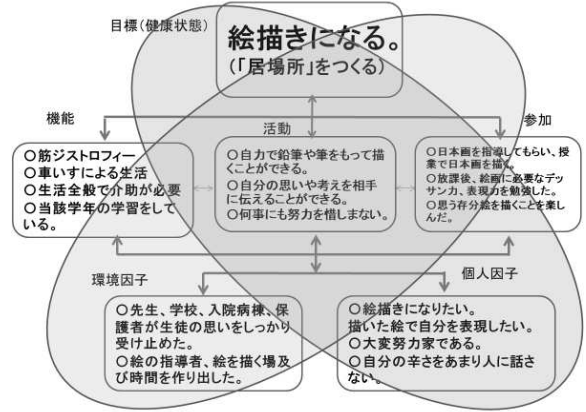 目標(健康状態)
絵描きになる。
(「居場所」をつくる)
機能
活動
参加
○筋ジストロフィー
○車いすによる生活
○生活全般で介助が必要
○当該学年の学習をして
いる。
○自力で鉛筆や筆をもって描
くことができる。
○自分の思いや考えを相手
に伝えることができる。
○何事にも努力を惜しまない。
○日本画を指導してもらい、授
業で日本画を描く。
○放課後、絵画に必要なデッ
サンカ、表現力を勉強した。
○思う存分絵を描くことを楽し
んだ。
環境因子
個人因子
○先生、学校、入院病棟、保
護者が生徒の思いをしっかり
受け止めた。
○絵の指導者、絵を描く場及
び時間を作り出した。
○絵描きになりたい。
描いた絵で自分を表現したい。
○大変努力家である。
○自分の辛さをあまり人に話さ
ない。